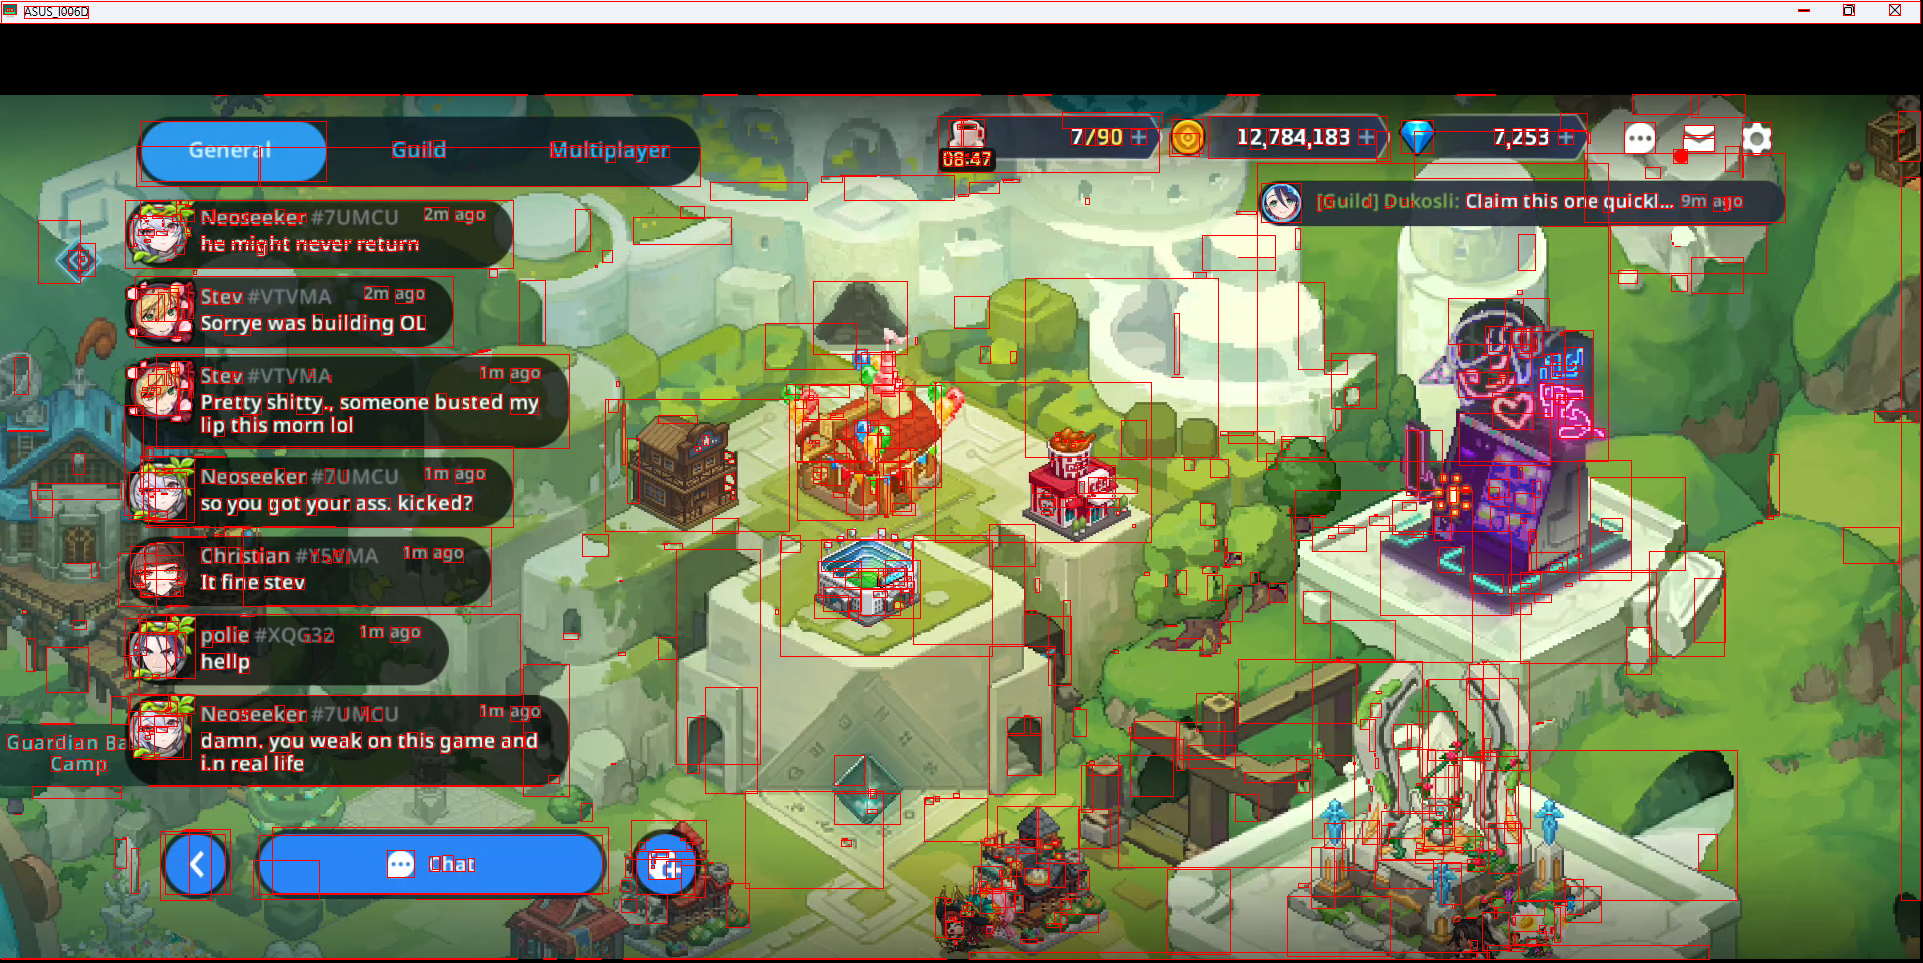 ASUS_I006D
General
Guild
Multiplayer
7/90
08:47
12,784,183
7,253
[Guild] Dukosli: Claim this one quickl... 9m ago
Neoseeker #7UMCU 2m ago
he might never return
Stev #VTVMA 2m ago
Sorrye was building OL
Stev #VTVMA 1m ago
Pretty shitty., someone busted my
lip this morn lol
Neoseeker #7UMCU 1m ago
so you got your ass. kicked?
Christian #Y5VMA 1m ago
It fine stev
polie #XQG32 1m ago
hellp
Neoseeker #7UMCU 1m ago
damn. you weak on this game and
i.n real life
Guardian Ba
Camp
Chat